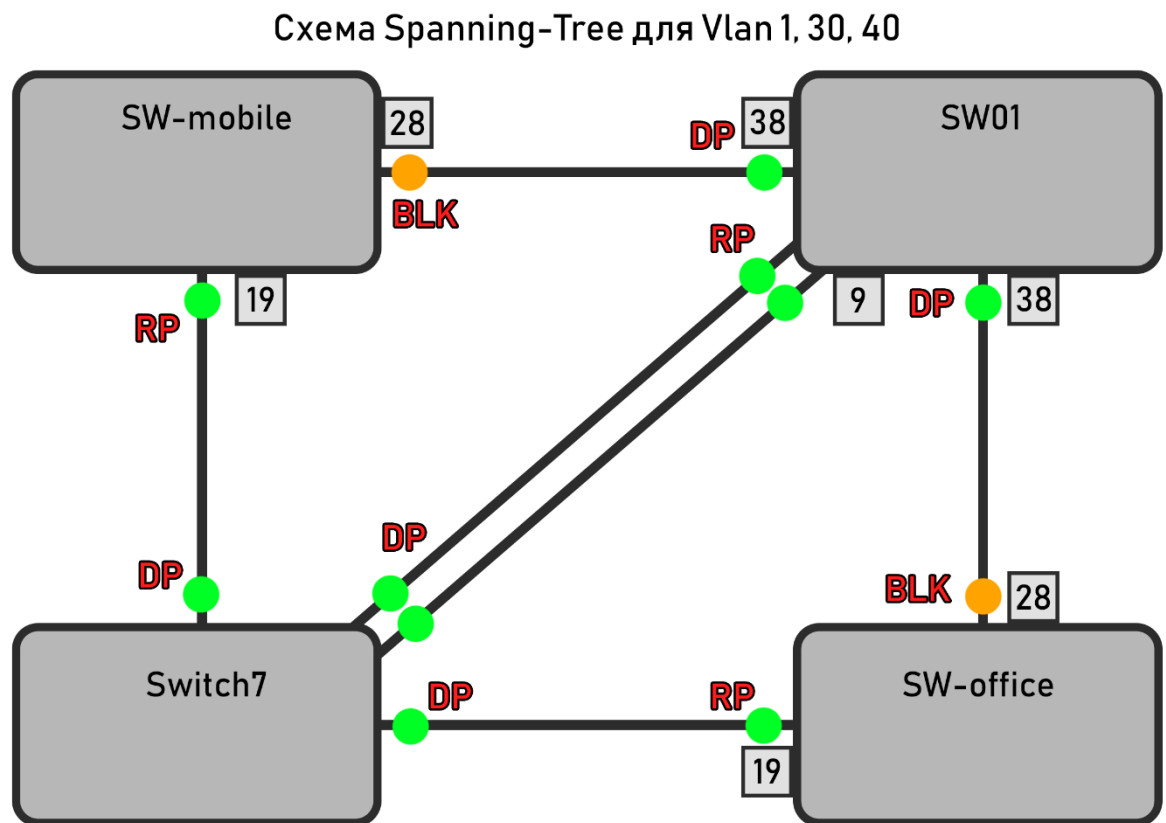 Схема Spanning-Tree для Vlan 1, 30, 40
SW-mobile
28
BLK
DP
38
SW01
RP
19
RP
9
DP
38
DP
DP
BLK
28
Switch7
DP
RP
19
SW-office